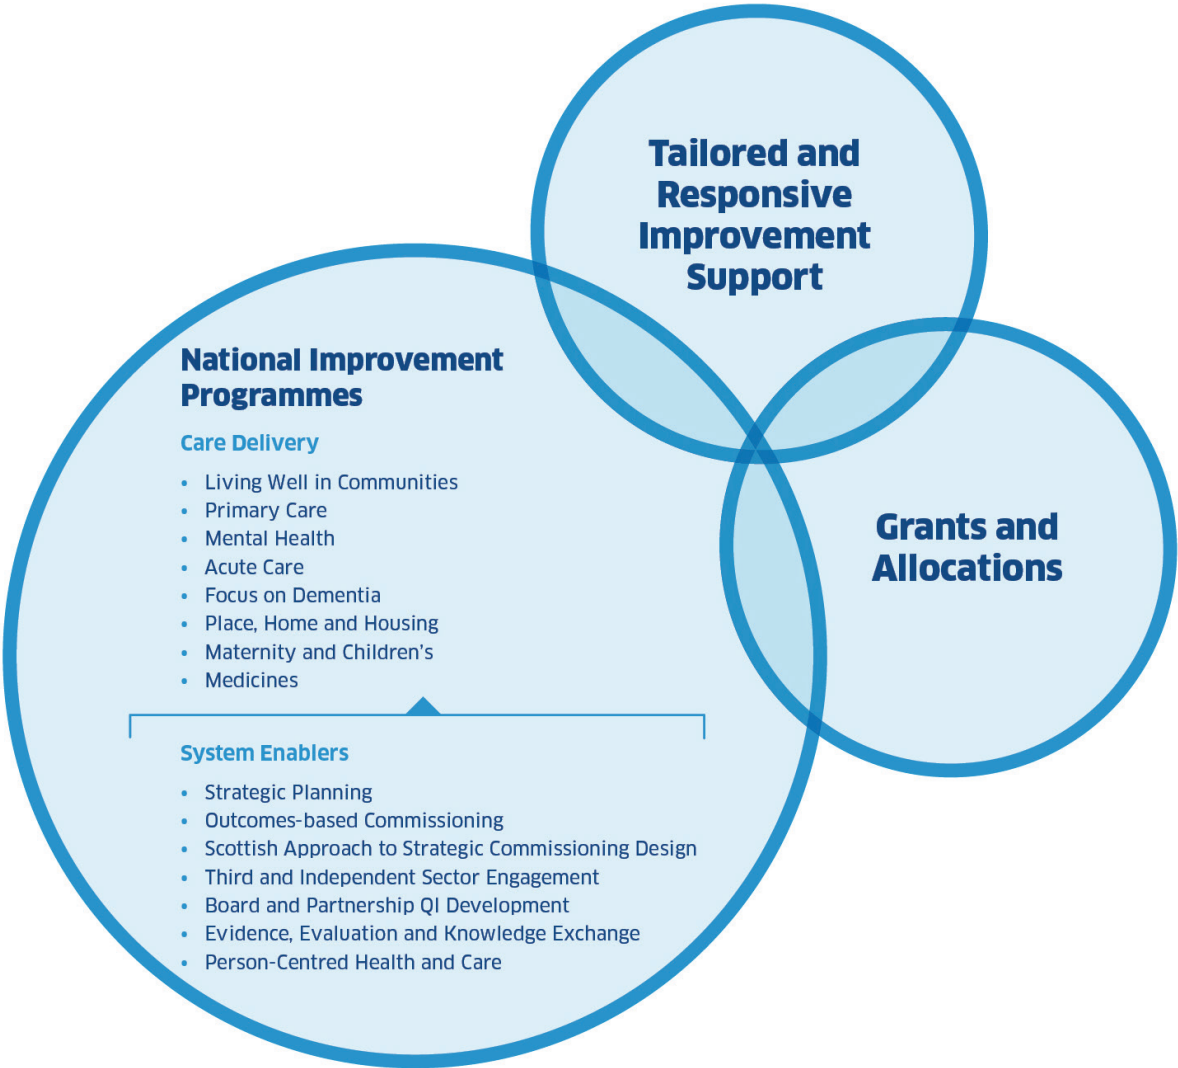 Tailored and
Responsive
Improvement
Support
National Improvement
Programmes
Care Delivery
• Living Well in Communities
• Primary Care
• Mental Health
• Acute Care
• Focus on Dementia
• Place, Home and Housing
• Maternity and Children's
• Medicines
System Enablers
• Strategic Planning
• Outcomes-based Commissioning
• Scottish Approach to Strategic Commissioning Design
• Third and Independent Sector Engagement
• Board and Partnership QI Development
• Evidence, Evaluation and Knowledge Exchange
• Person-Centred Health and Care
Grants and
Allocations